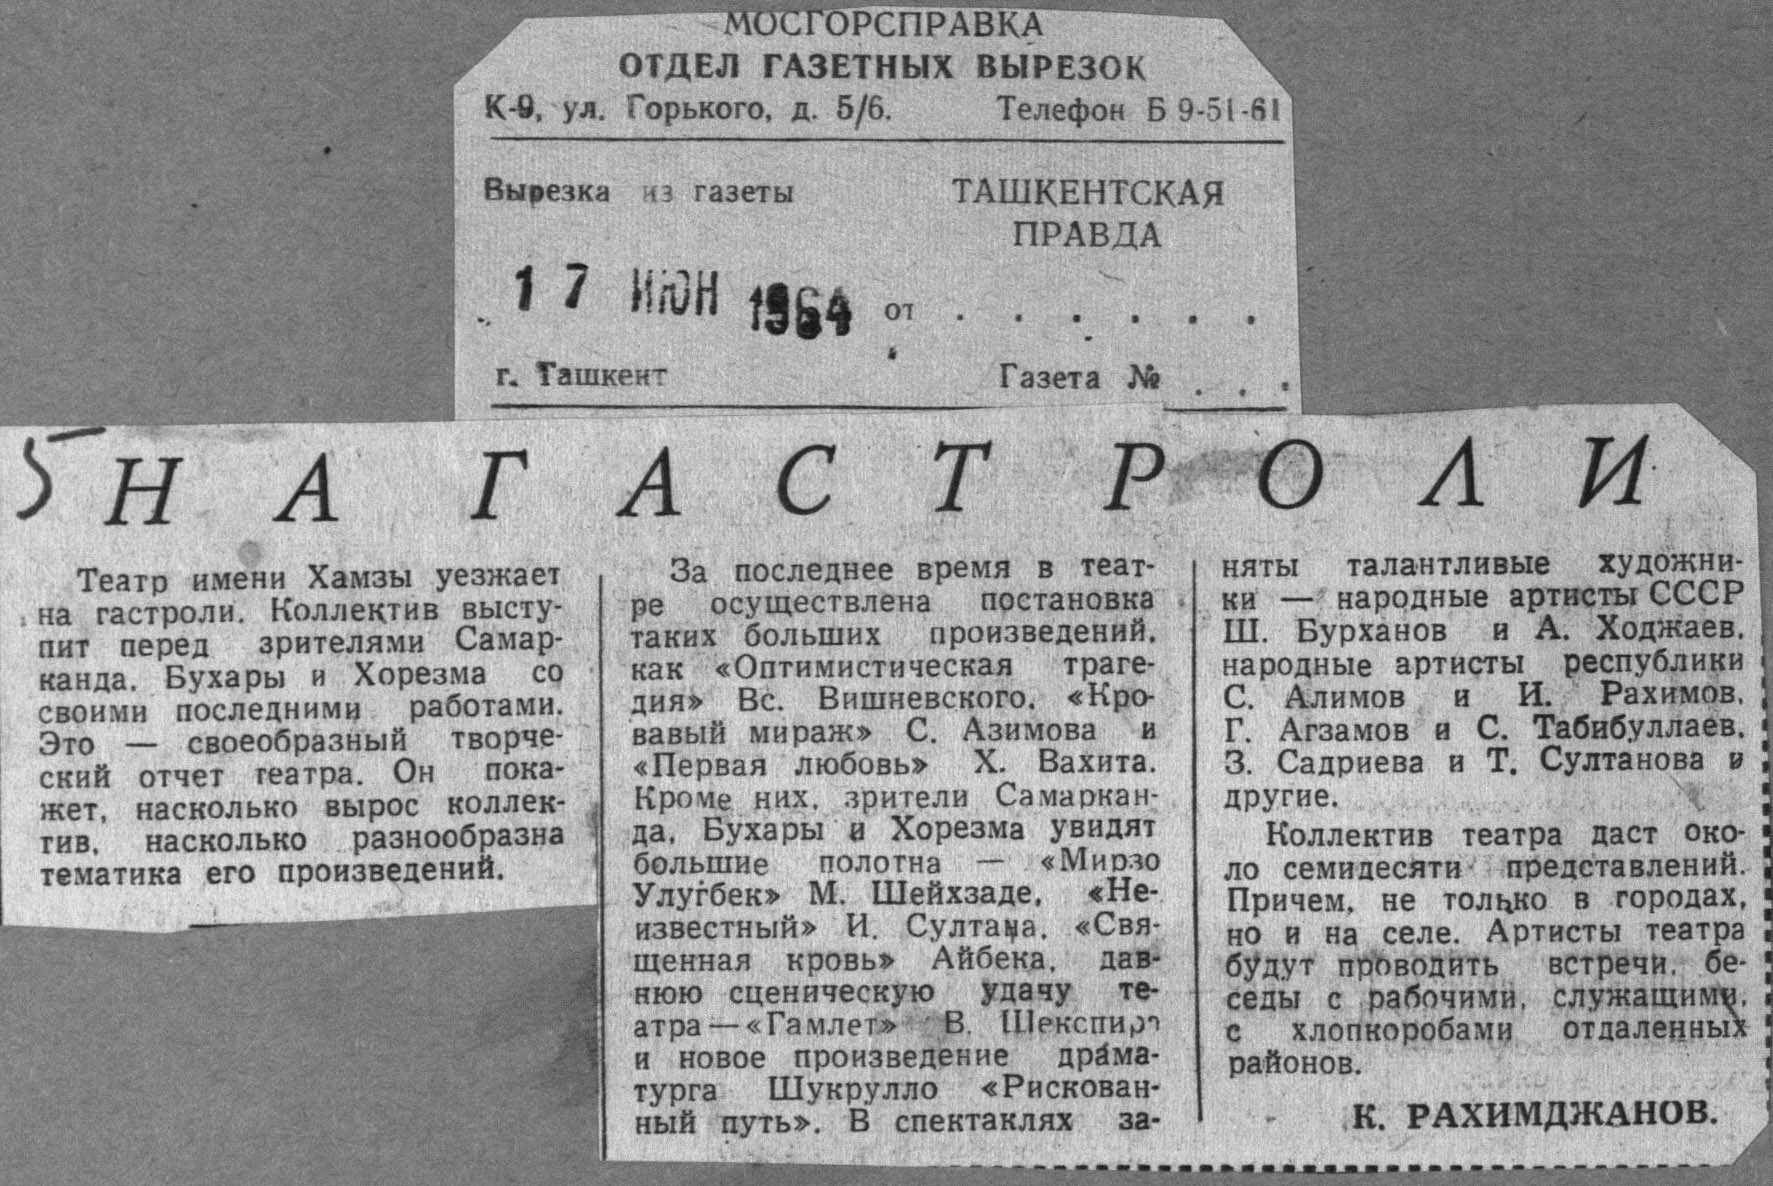 МОСГОРСПРАВКА
ОТДЕЛ ГАЗЕТНЫХ ВЫРЕЗОК
К-9, ул. Горького, д. 5/6. Телефон Б 9-51-61
Вырезка из газеты
ТАШКЕНТСКАЯ
ПРАВДА
17 ИЮН 1964 от . . . . . .
г. Ташкент Газета № . . .
5 НА ГАСТРОЛИ
Театр имени Хамзы уезжает
на гастроли. Коллектив высту-
пит перед зрителями Самар-
канда, Бухары и Хорезма со
своими последними работами.
Это — своеобразный творче-
ский отчет театра. Он пока-
жет, насколько вырос коллек-
тив, насколько разнообразна
тематика его произведений.
За последнее время в теат-
ре осуществлена постановка
таких больших произведений,
как «Оптимистическая траге-
дия» Вс. Вишневского, «Кро-
вавый мираж» С. Азимова и
«Первая любовь» Х. Вахита.
Кроме них, зрители Самаркан-
да, Бухары и Хорезма увидят
большие полотна — «Мирзо
Улугбек» М. Шейхзаде, «Не-
известный» И. Султана, «Свя-
щенная кровь» Айбека, дав-
нюю сценическую удачу те-
атра — «Гамлет» В. Шекспира
и новое произведение драма-
турга Шукрулло «Рискован-
ный путь». В спектаклях за-
няты талантливые художни-
ки — народные артисты СССР
Ш. Бурханов и А. Ходжаев,
народные артисты республики
С. Алимов и И. Рахимов,
Г. Агзамов и С. Табибуллаев,
З. Садриева и Т. Султанова и
другие.
Коллектив театра даст око-
ло семидесяти представлений.
Причем, не только в городах,
но и на селе. Артисты театра
будут проводить встречи, бе-
седы с рабочими, служащими,
с хлопкоробами отдаленных
районов.
К. РАХИМДЖАНОВ.